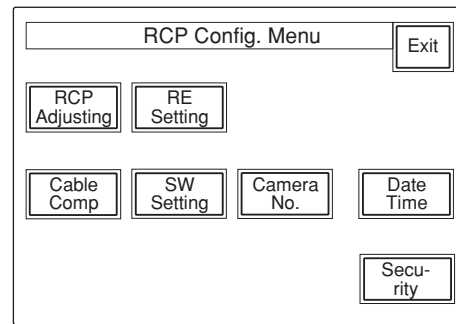 RCP Config. Menu
Exit
RCP
Adjusting
RE
Setting
Cable
Comp
SW
Setting
Camera
No.
Date
Time
Secu-
rity